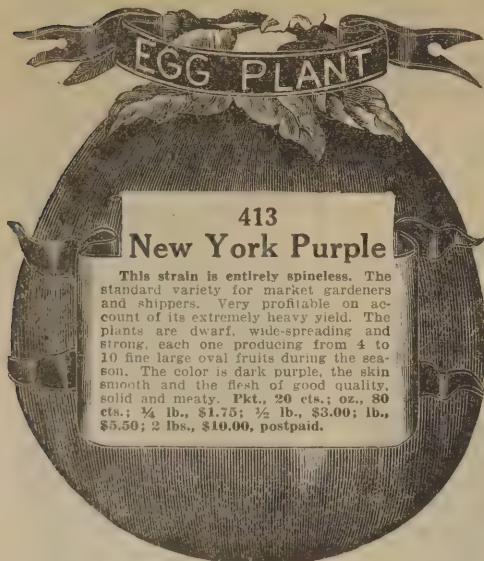 EGG PLANT
413
New York Purple
This strain is entirely spineless. The
standard variety for market gardeners
and shippers. Very profitable on ac-
count of its extremely heavy yield. The
plants are dwarf, wide-spreading and
strong, each one producing from 4 to
10 fine large oval fruits during the sea-
son. The color is dark purple, the skin
smooth and the flesh of good quality,
solid and meaty. Pkt., 20 cts.; oz., 80
cts.; ¼ lb., $1.75; ½ lb., $3.00; lb.,
$5.50; 2 lbs., $10.00, postpaid.